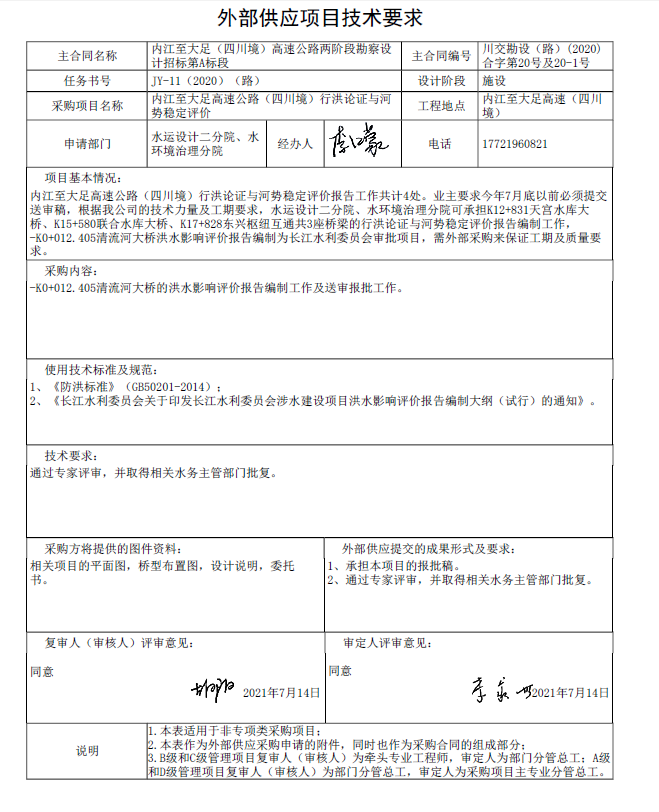 外部供应项目技术要求
主合同名称
内江至大足（四川境）高速公路两阶段勘察设
计招标第A标段
主合同编号
川交勘设（路）(2020)
合字第20号及20-1号
任务书号
JY-11（2020）（路）
设计阶段
施设
采购项目名称
内江至大足高速公路（四川境）行洪论证与河
势稳定评价
工程地点
内江至大足高速（四川
境）
申请部门
水运设计二分院、水
环境治理分院
经办人
电话
17721960821
项目基本情况：
内江至大足高速公路（四川境）行洪论证与河势稳定评价报告工作共计4处。业主要求今年7月底以前必须提交
送审稿，根据我公司的技术力量及工期要求，水运设计二分院、水环境治理分院可承担K12+831天宫水库大
桥、K15+580联合水库大桥、K17+828东兴枢纽互通共3座桥梁的行洪论证与河势稳定评价报告编制工作，
-K0+012.405清流河大桥洪水影响评价报告编制为长江水利委员会审批项目，需外部采购来保证工期及质量要
求。
采购内容：
-K0+012.405清流河大桥的洪水影响评价报告编制工作及送审报批工作。
使用技术标准及规范：
1、《防洪标准》（GB50201-2014）；
2、《长江水利委员会关于印发长江水利委员会涉水建设项目洪水影响评价报告编制大纲（试行）的通知》。
技术要求：
通过专家评审，并取得相关水务主管部门批复。
采购方将提供的图件资料：
相关项目的平面图，桥型布置图，设计说明，委托
书。
外部供应提交的成果形式及要求：
1、承担本项目的报批稿。
2、通过专家评审，并取得相关水务主管部门批复。
复审人（审核人）评审意见：
同意
2021年7月14日
审定人评审意见：
同意
2021年7月14日
说明
1.本表适用于非专项类采购项目；
2.本表作为外部供应采购申请的附件，同时也作为采购合同的组成部分；
3.B级和C级管理项目复审人（审核人）为牵头专业工程师，审定人为部门分管总工；A级
和D级管理项目复审人（审核人）为部门分管总工，审定人为采购项目主专业分管总工。